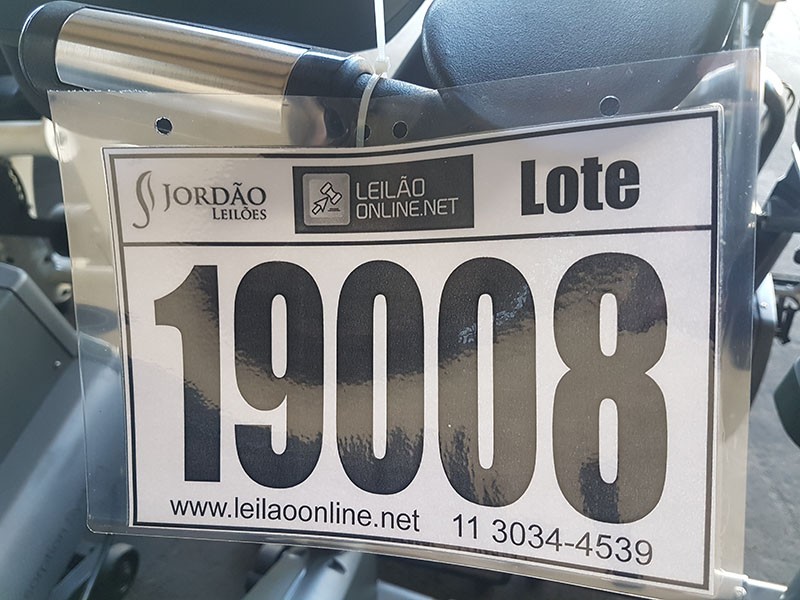 JORDÃO
LEILÕES
LEILÃO
ONLINE.NET
Lote
19008
www.leilaoonline.net 11 3034-4539